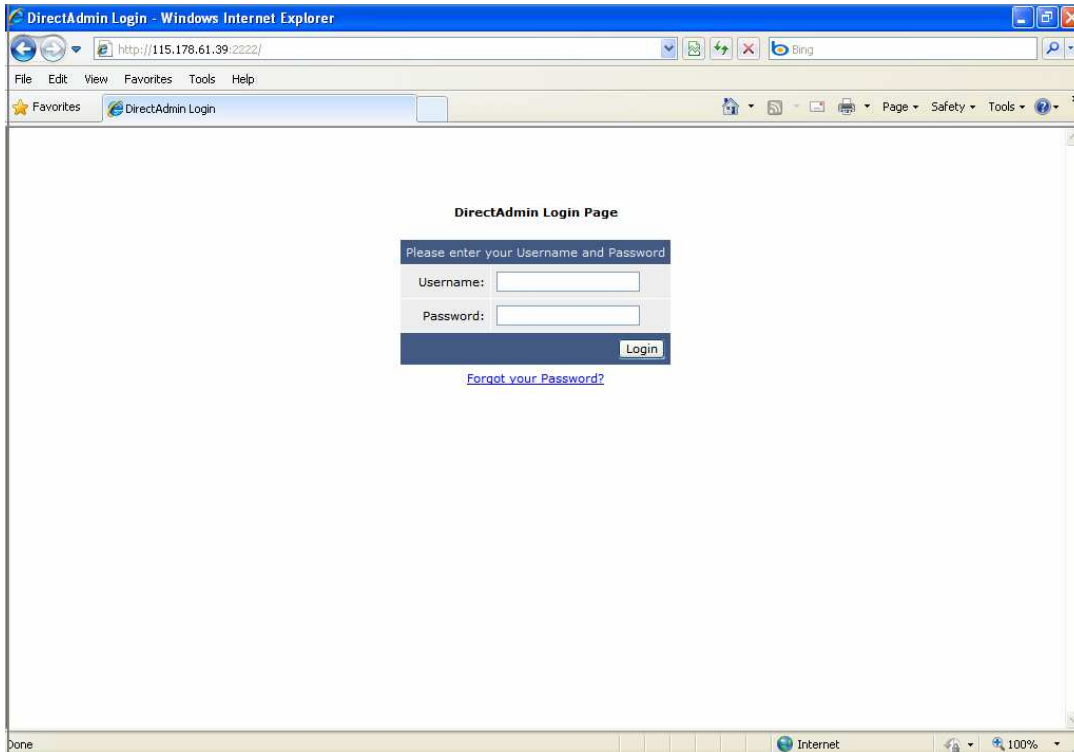 DirectAdmin Login - Windows Internet Explorer
http://115.178.61.39:2222/
Bing
File Edit View Favorites Tools Help
Favorites DirectAdmin Login Page Safety Tools
DirectAdmin Login Page
Please enter your Username and Password
Username:
Password:
Login
Forgot your Password?
Done Internet 100%